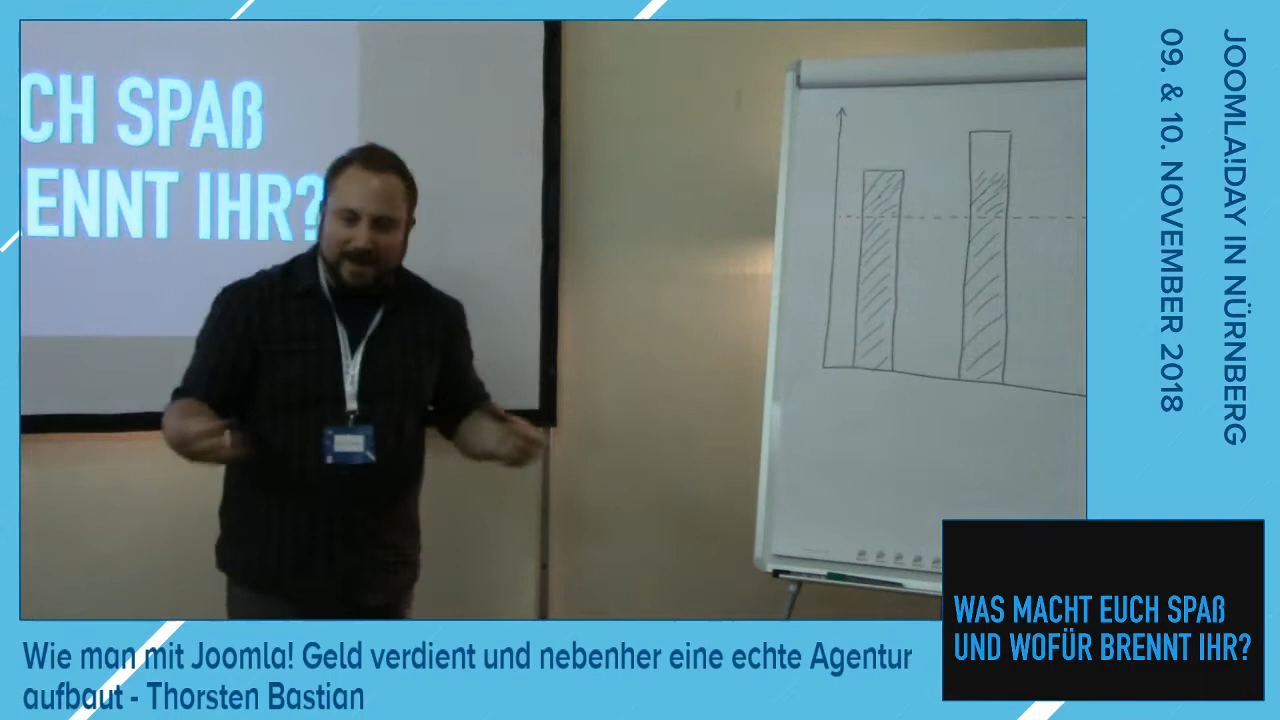 CH SPAß
ENNT IHR?
JOOMLA!DAY IN NÜRNBERG
09. & 10. NOVEMBER 2018
WAS MACHT EUCH SPAß
UND WOFÜR BRENNT IHR?
Wie man mit Joomla! Geld verdient und nebenher eine echte Agentur
aufbaut - Thorsten Bastian